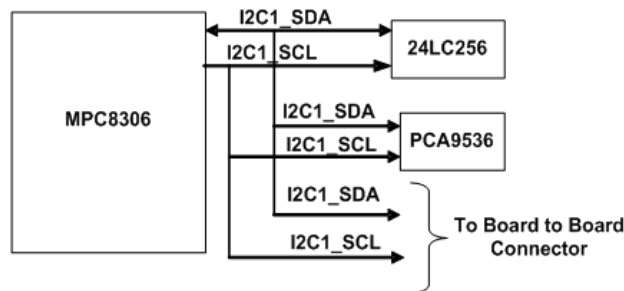 I2C1_SDA
24LC256
I2C1_SCL
MPC8306
I2C1_SDA
PCA9536
I2C1_SCL
I2C1_SDA
To Board to Board
Connector
I2C1_SCL